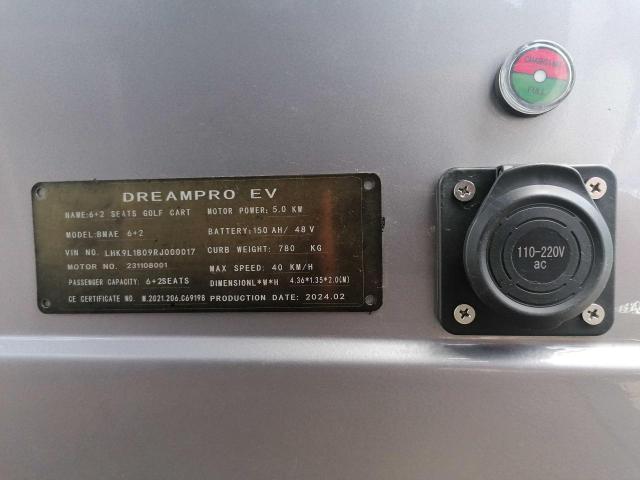 CHARGING
FULL
DREAMPRO EV
NAME:6+2 SEATS GOLF CART MOTOR POWER: 5.0 KW
MODEL:BMAE 6+2 BATTERY:150 AH/ 48 V
VIN NO. LHK9L1B09RJ000017 CURB WEIGHT: 780 KG
MOTOR NO. 231108001 MAX SPEED: 40 KM/H
PASSENGER CAPACITY: 6+2SEATS DIMENSIONL*W*H 4.36*1.35*2.0(M)
CE CERTIFICATE NO. M.2021.206.C69198 PRODUCTION DATE: 2024.02
110-220V
ac